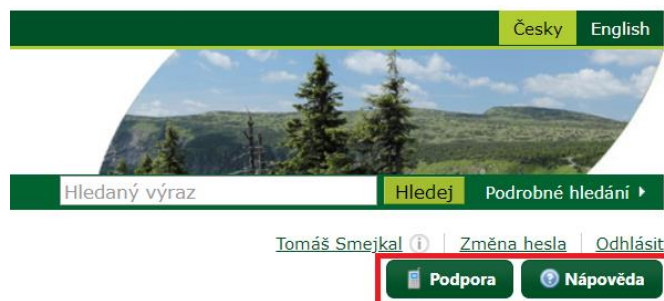 Česky English
Hledaný výraz Hledej Podrobné hledání
Tomáš Smejkal Změna hesla Odhlásit
Podpora Nápověda